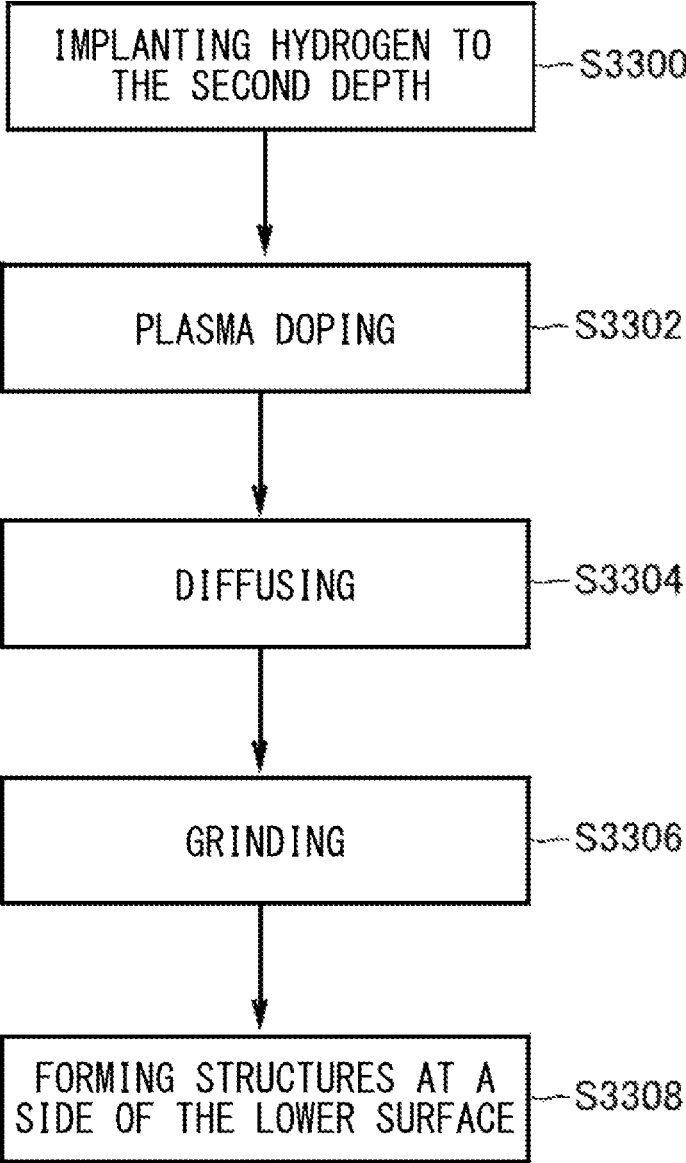 IMPLANTING HYDROGEN TO
THE SECOND DEPTH
S3300
PLASMA DOPING
S3302
DIFFUSING
S3304
GRINDING
S3306
FORMING STRUCTURES AT A
SIDE OF THE LOWER SURFACE
S3308